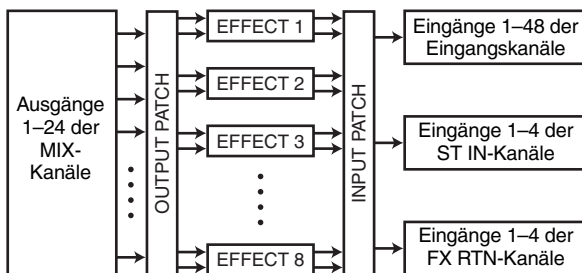 Ausgänge
1–24 der
MIX-
Kanäle
OUTPUT PATCH
EFFECT 1
EFFECT 2
EFFECT 3
EFFECT 8
INPUT PATCH
Eingänge 1–48 der
Eingangskanäle
Eingänge 1–4 der
ST IN-Kanäle
Eingänge 1–4 der
FX RTN-Kanäle